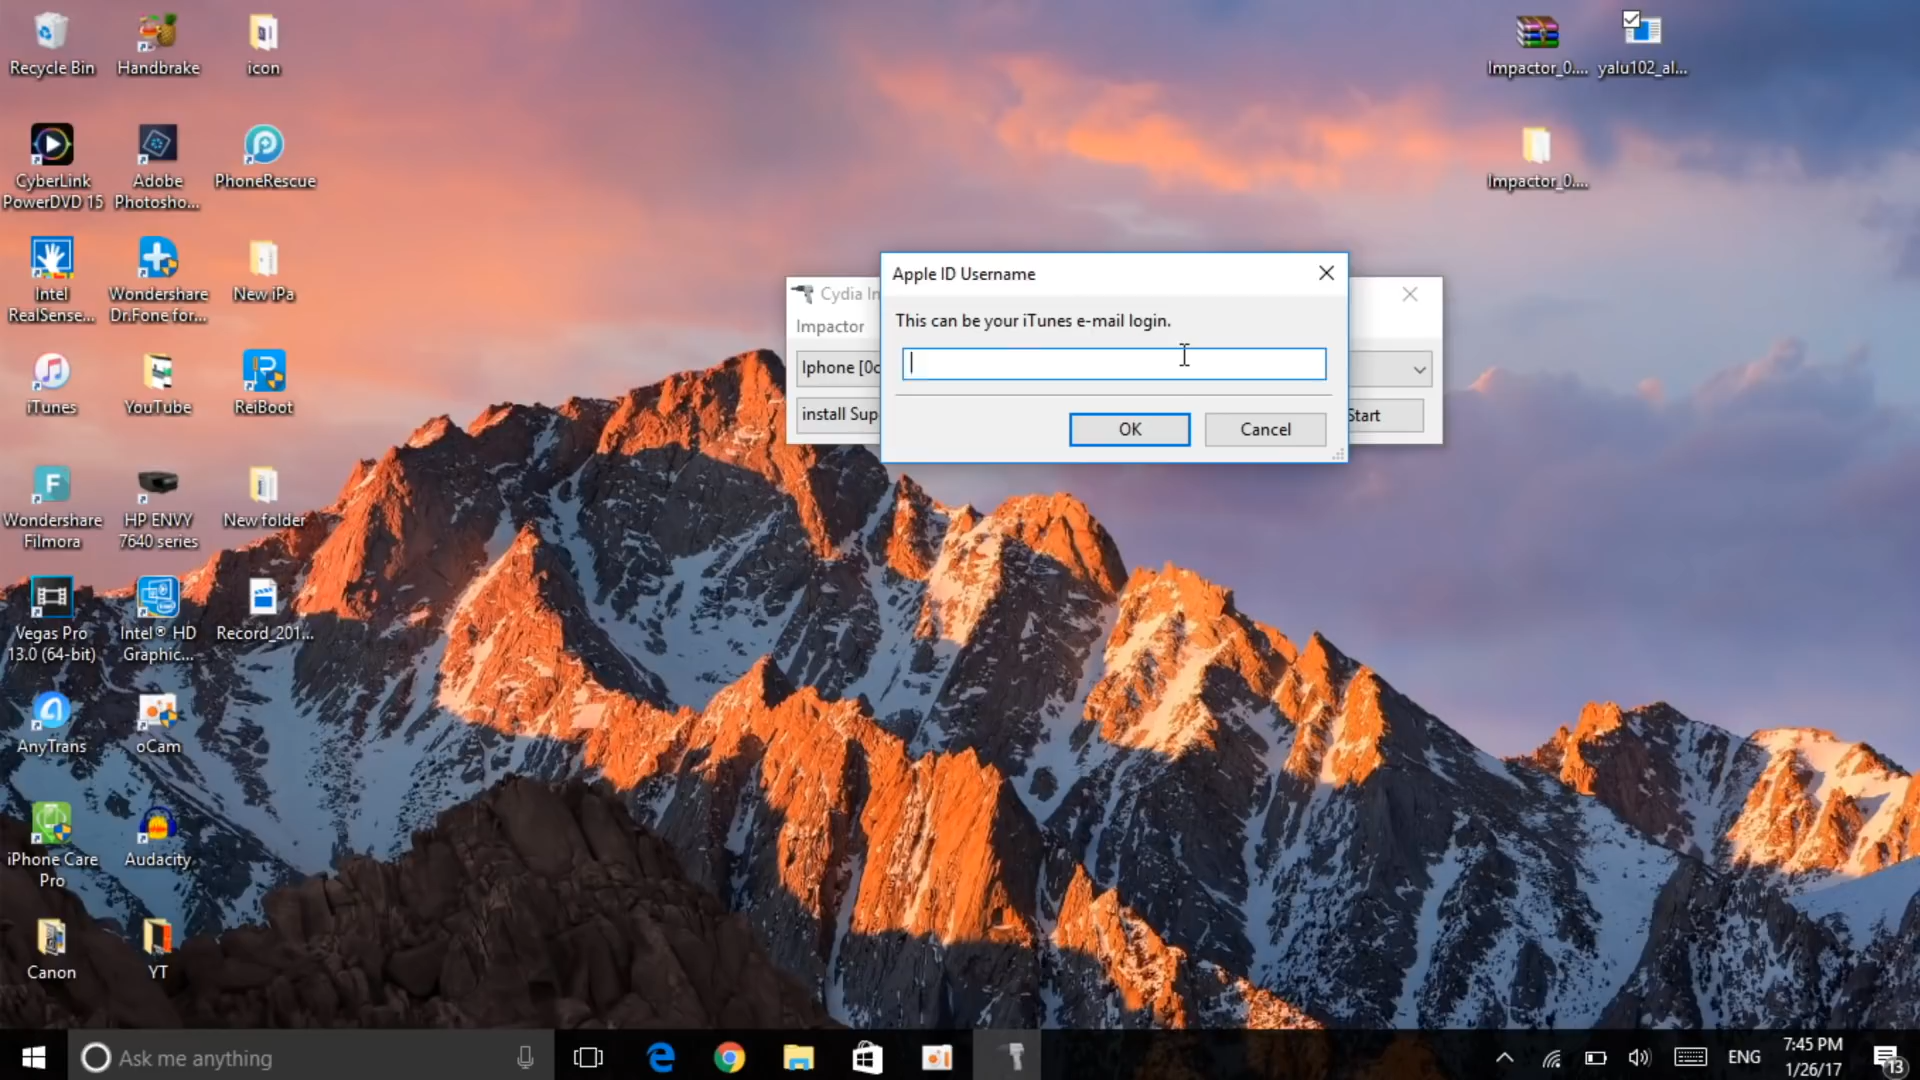 Recycle Bin
Handbrake
icon
Impactor_0....
yalu102_al...
CyberLink
PowerDVD 15
Adobe
Photosho...
PhoneRescue
Impactor_0....
Intel
RealSense...
Wondershare
Dr.Fone for...
New iPa
Apple ID Username
This can be your iTunes e-mail login.
OK
Cancel
Cydia In
Impactor
Iphone [0c
install Sup
Start
iTunes
YouTube
ReiBoot
Wondershare
Filmora
HP ENVY
7640 series
New folder
Vegas Pro
13.0 (64-bit)
Intel® HD
Graphic...
Record_201...
AnyTrans
oCam
iPhone Care
Pro
Audacity
Canon
YT
Ask me anything
ENG
7:45 PM
1/26/17
13